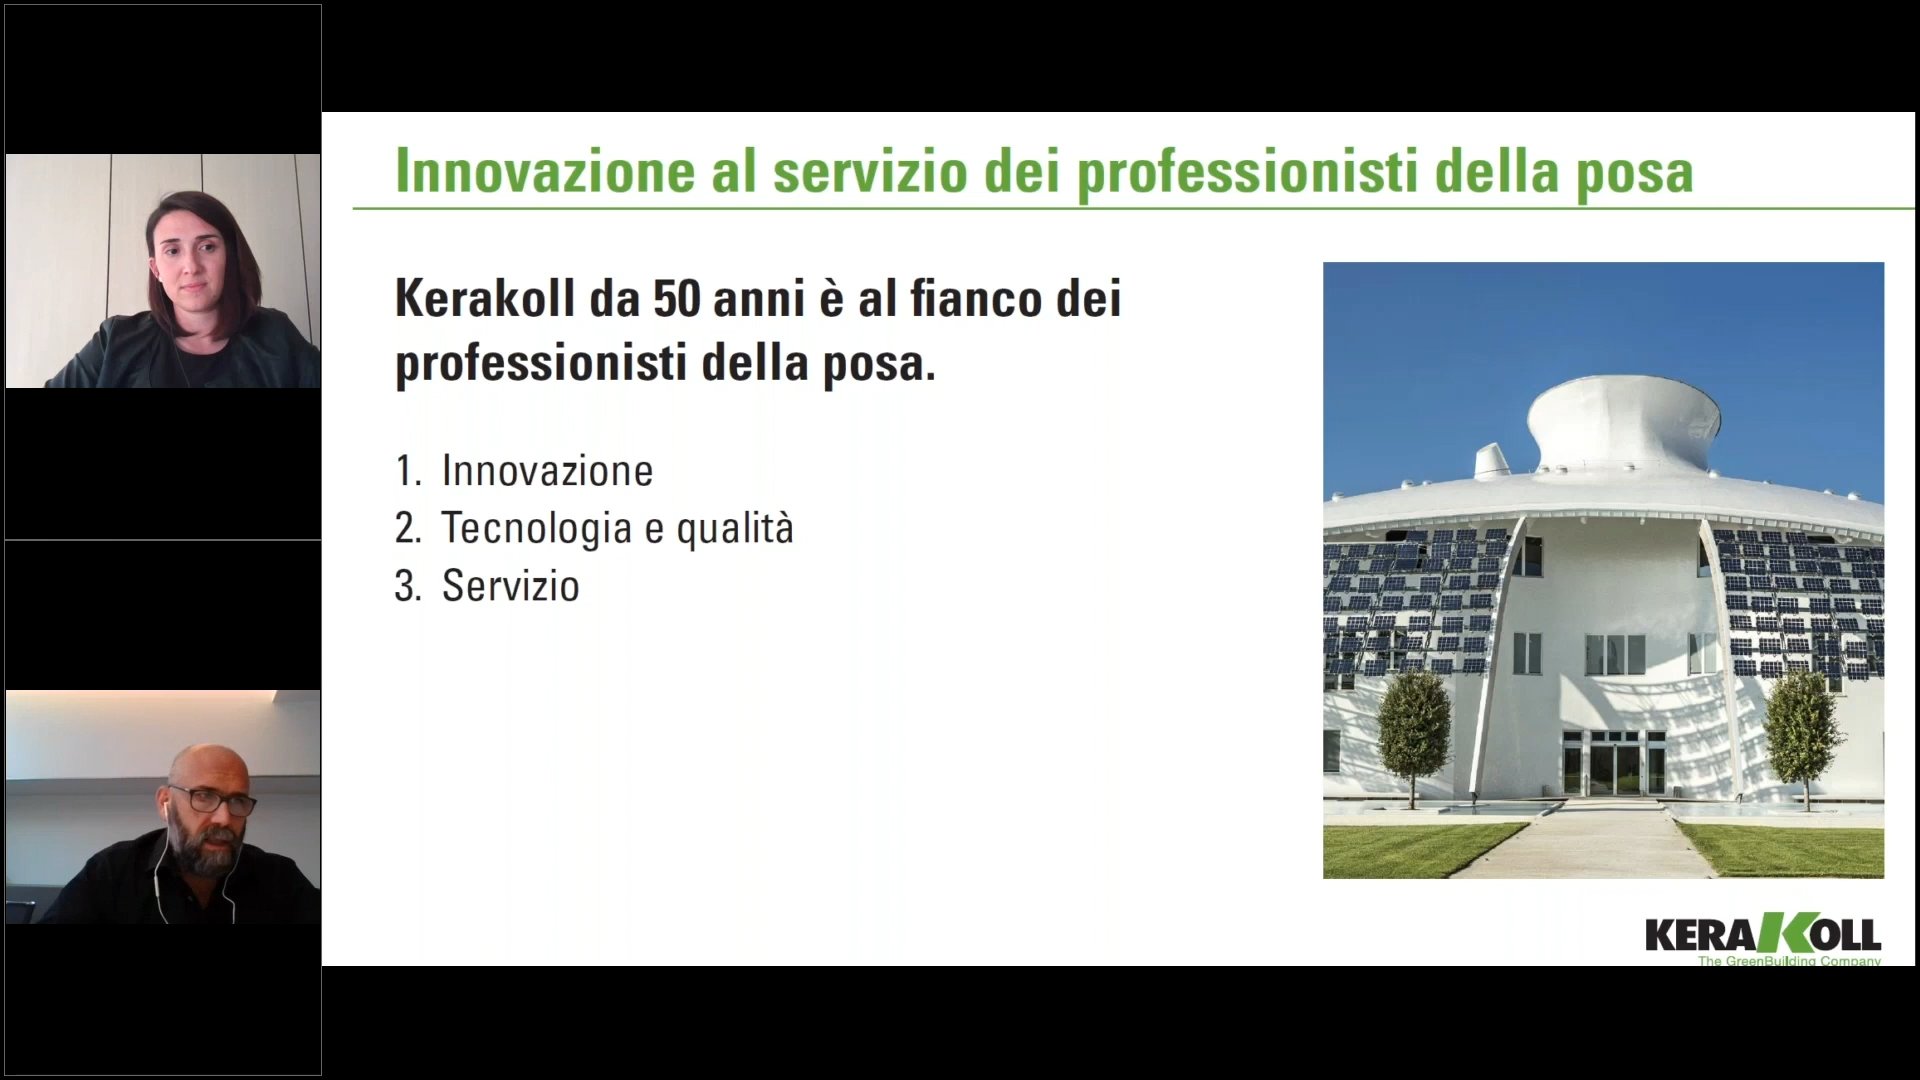 Innovazione al servizio dei professionisti della posa
Kerakoll da 50 anni è al fianco dei
professionisti della posa.
1. Innovazione
2. Tecnologia e qualità
3. Servizio
KERAKOLL
The GreenBuilding Company